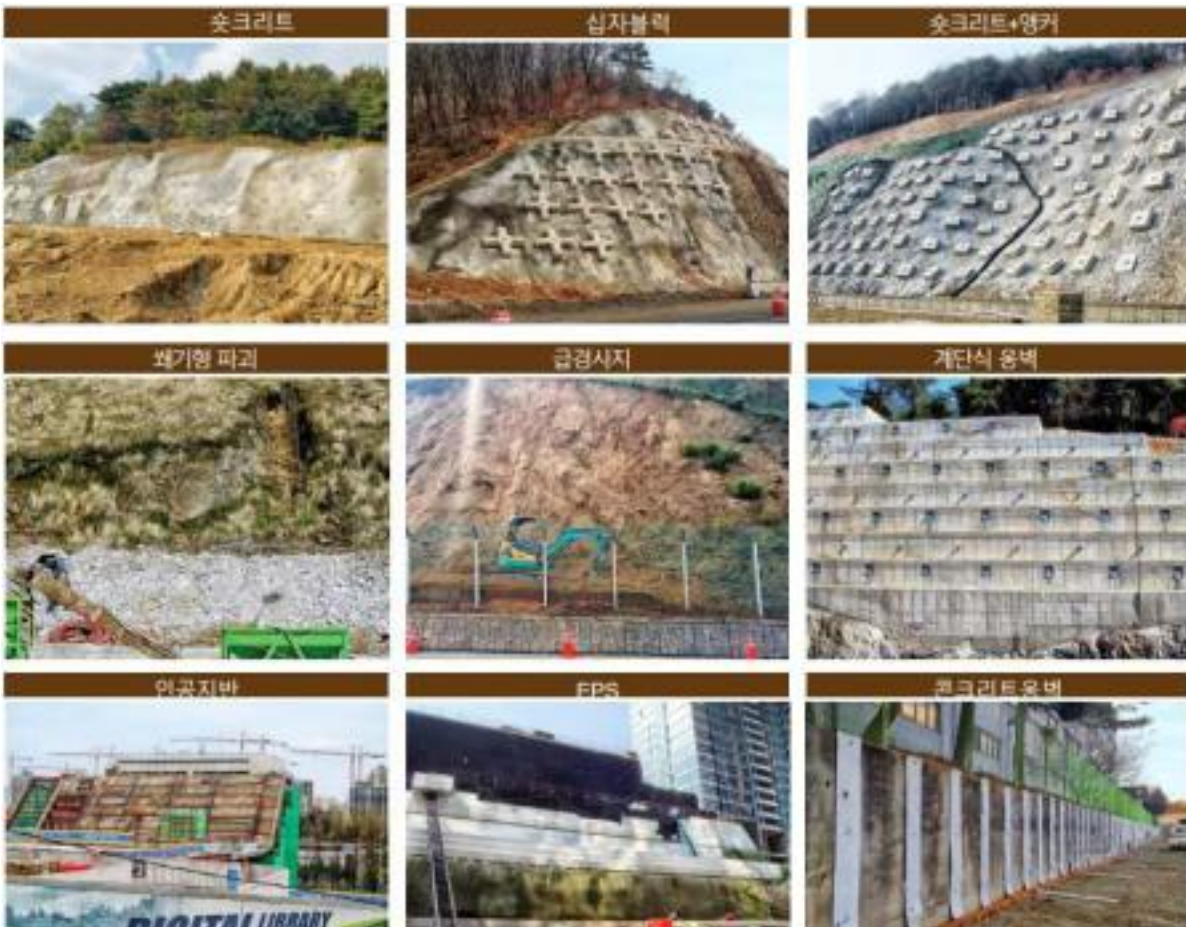 숏크리트
십자블럭
숏크리트+앵커
쐐기형 파괴
급경사지
계단식 옹벽
인공지반
EPS
콘크리트옹벽
DIGITAL LIBRARY